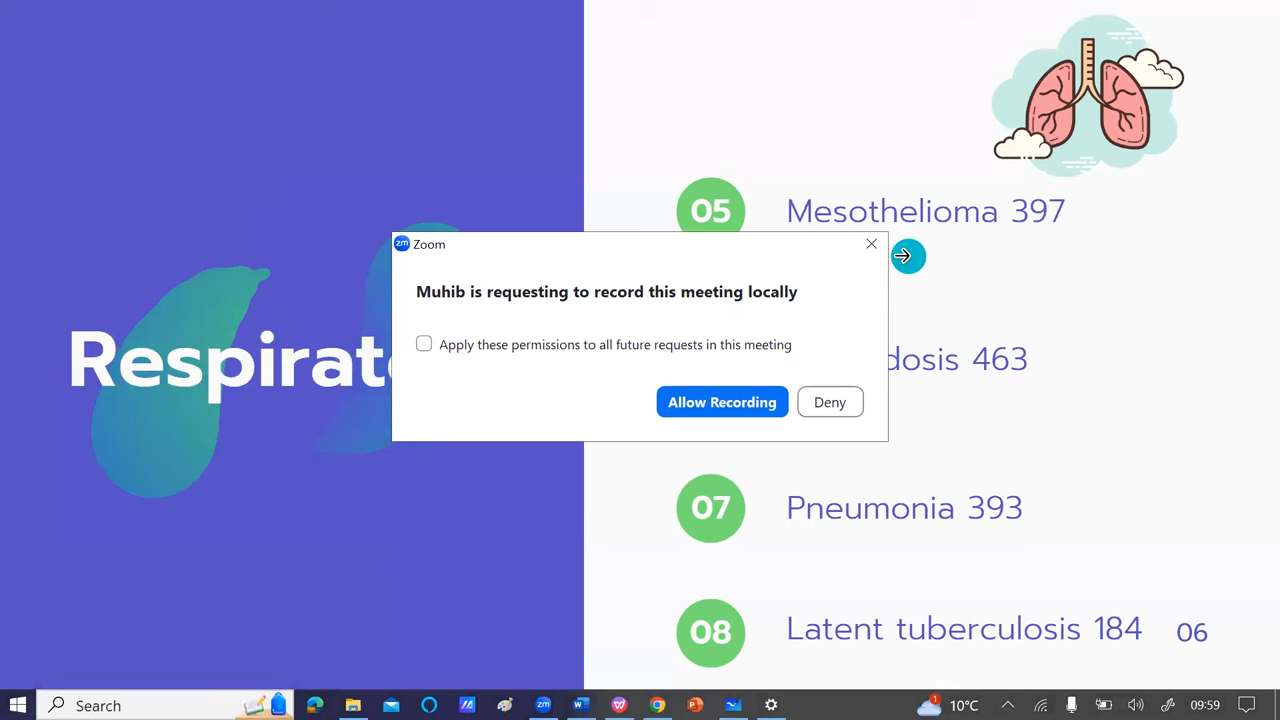 05 Mesothelioma 397
zm Zoom
Muhib is requesting to record this meeting locally
Apply these permissions to all future requests in this meeting
Allow Recording Deny
463
07 Pneumonia 393
08 Latent tuberculosis 184 06
Search
1 10°C 09:59